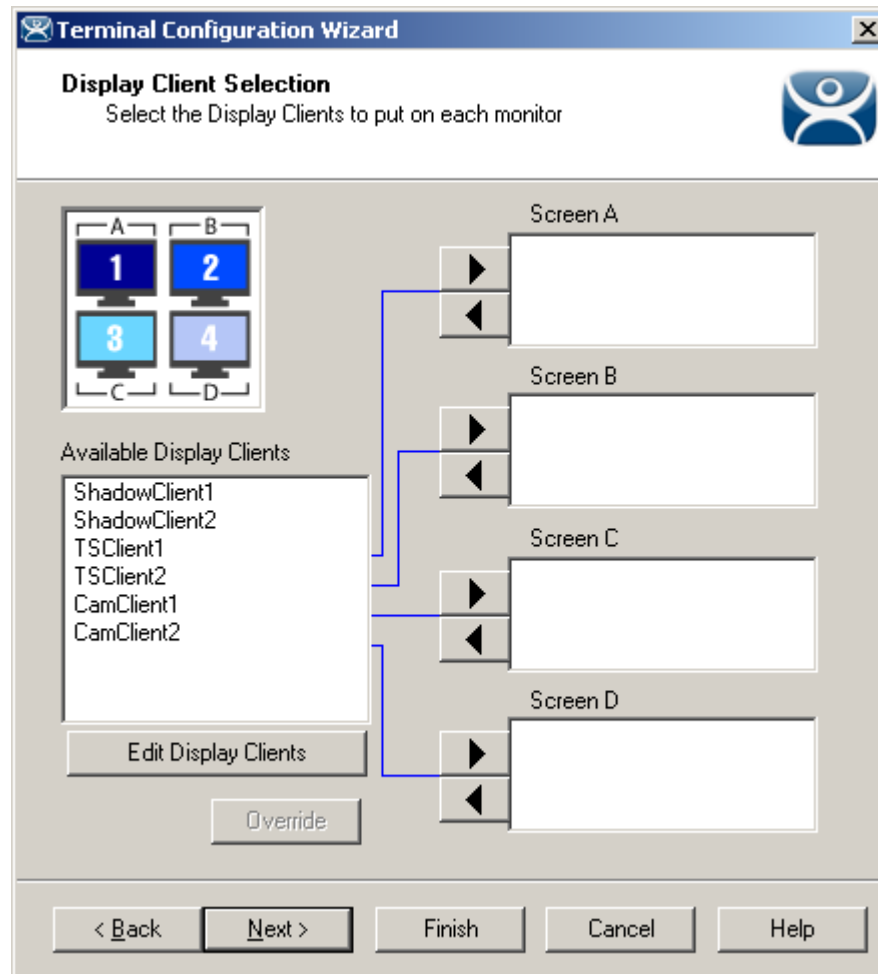 Terminal Configuration Wizard
Display Client Selection
Select the Display Clients to put on each monitor
A B
1 2
3 4
C D
Available Display Clients
ShadowClient1
ShadowClient2
TSClient1
TSClient2
CamClient1
CamClient2
Edit Display Clients
Override
Screen A
Screen B
Screen C
Screen D
< Back Next > Finish Cancel Help